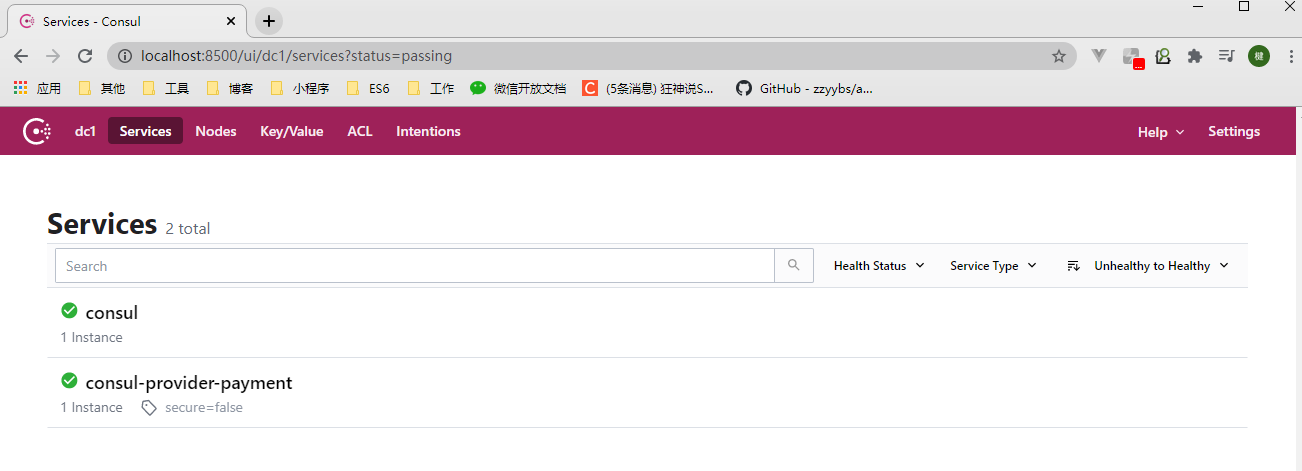 Services - Consul
localhost:8500/ui/dc1/services?status=passing
应用 其他 工具 博客 小程序 ES6 工作 微信开放文档 (5条消息) 狂神说S... GitHub - zzyybs/a...
dc1 Services Nodes Key/Value ACL Intentions Help Settings
Services 2 total
Search Health Status Service Type Unhealthy to Healthy
consul
1 Instance
consul-provider-payment
1 Instance secure=false